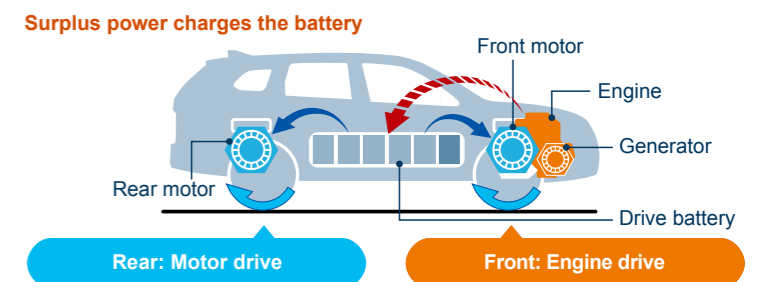 Surplus power charges the battery
Front motor
Engine
Generator
Rear motor
Drive battery
Rear: Motor drive
Front: Engine drive